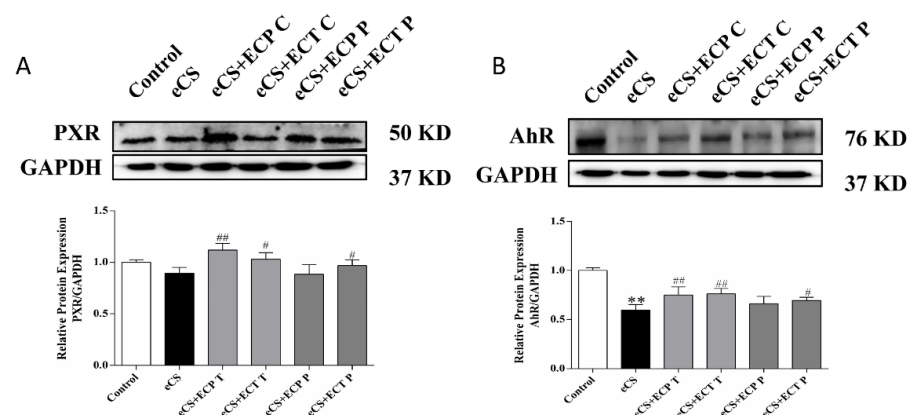 A
Control
eCS
eCS+ECP C
eCS+ECT C
eCS+ECP P
eCS+ECT P
PXR
50 KD
GAPDH
37 KD
Relative Protein Expression
PXR/GAPDH
1.5
1.0
0.5
0.0
##
#
#
Control
eCS
eCS+ECP T
eCS+ECT T
eCS+ECP P
eCS+ECT P
B
Control
eCS
eCS+ECP C
eCS+ECT C
eCS+ECP P
eCS+ECT P
AhR
76 KD
GAPDH
37 KD
Relative Protein Expression
AhR/GAPDH
1.5
1.0
0.5
0.0
**
##
##
#
Control
eCS
eCS+ECP T
eCS+ECT T
eCS+ECP P
eCS+ECT P